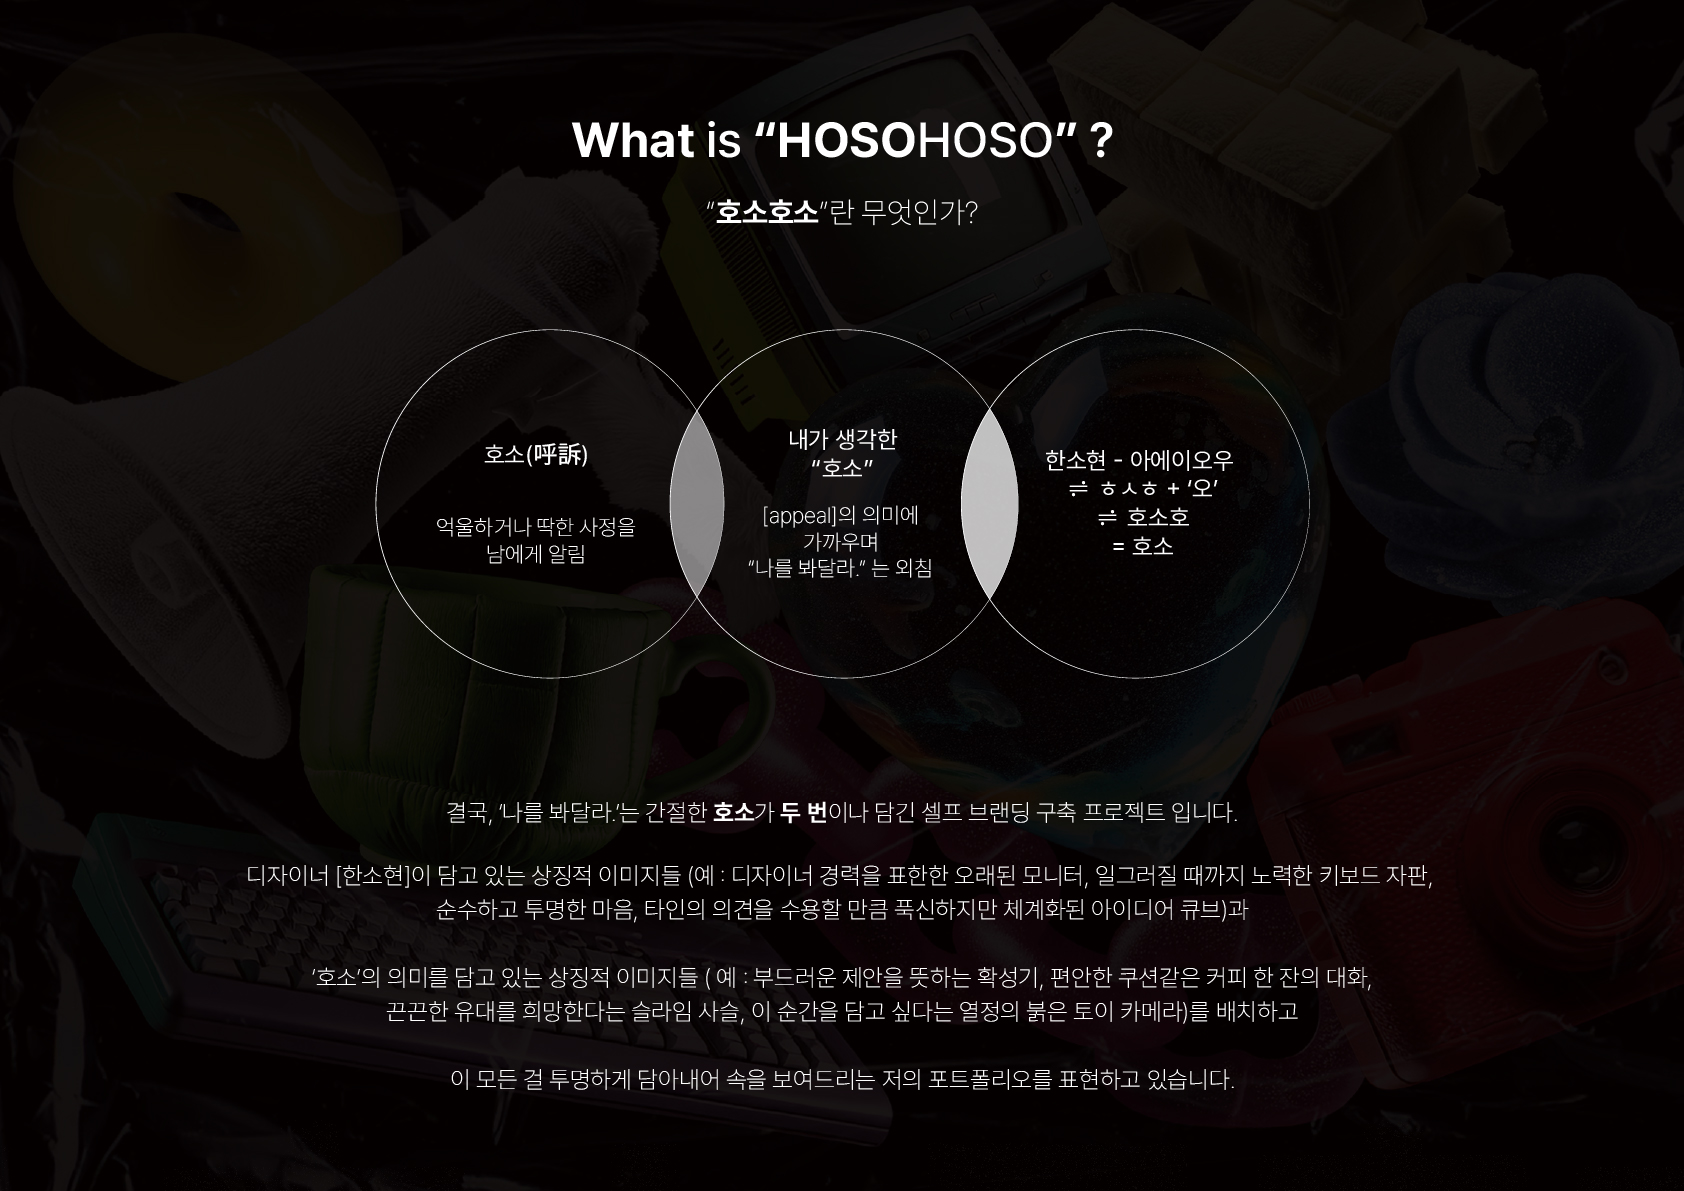 What is “HOSOHOSO” ?
“호소호소”란 무엇인가?
호소(呼訴)
억울하거나 딱한 사정을
남에게 알림
내가 생각한
“호소”
[appeal]의 의미에
가까우며
“나를 봐달라.” 는 외침
한소현 - 아에이오우
≓ ㅎㅅㅎ + ‘오’
≓ 호소호
= 호소
결국, ‘나를 봐달라.’는 간절한 호소가 두 번이나 담긴 셀프 브랜딩 구축 프로젝트 입니다.
디자이너 [한소현]이 담고 있는 상징적 이미지들 (예 : 디자이너 경력을 표한한 오래된 모니터, 일그러질 때까지 노력한 키보드 자판,
순수하고 투명한 마음, 타인의 의견을 수용할 만큼 푹신하지만 체계화된 아이디어 큐브)과
‘호소’의 의미를 담고 있는 상징적 이미지들 ( 예 : 부드러운 제안을 뜻하는 확성기, 편안한 쿠션같은 커피 한 잔의 대화,
끈끈한 유대를 희망한다는 슬라임 사슬, 이 순간을 담고 싶다는 열정의 붉은 토이 카메라)를 배치하고
이 모든 걸 투명하게 담아내어 속을 보여드리는 저의 포트폴리오를 표현하고 있습니다.